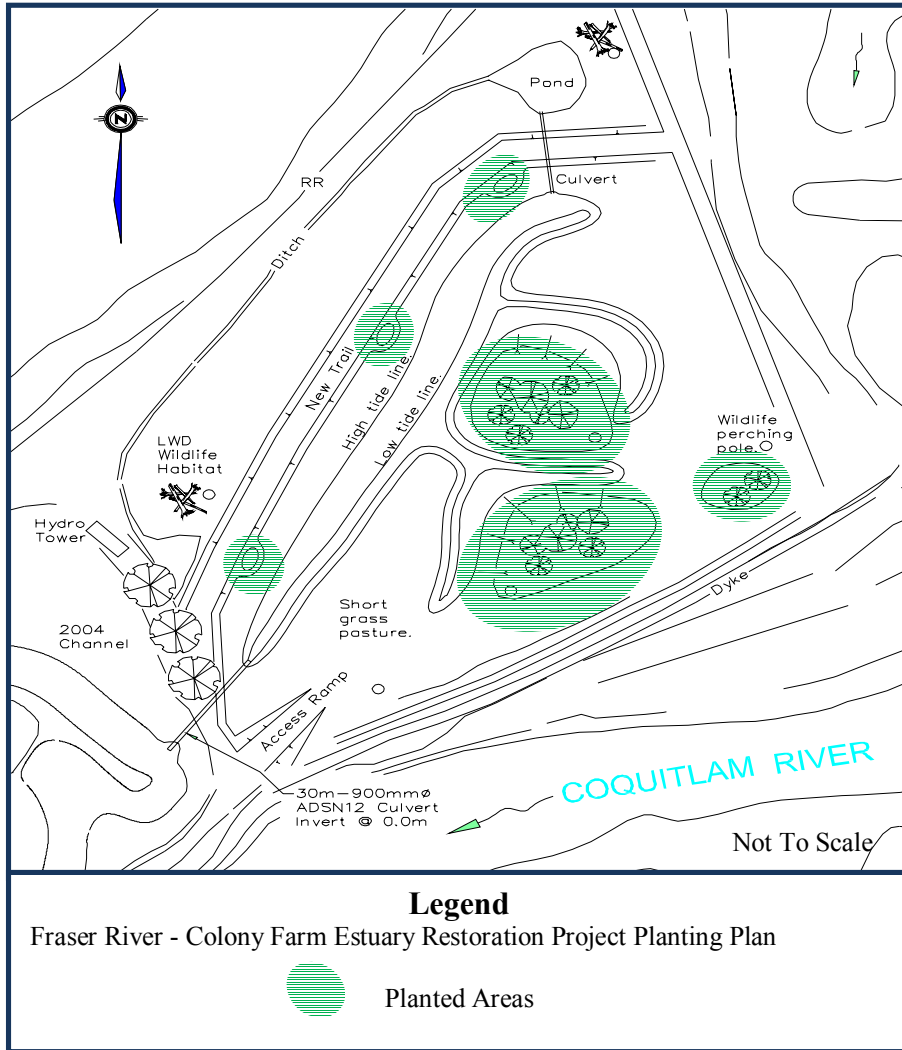 Pond
N
Culvert
RR
Ditch
New Trail
High tide line.
Low tide line.
LWD
Wildlife
Habitat
Wildlife
perching
pole.
Hydro
Tower
Dyke
2004
Channel
Short
grass
pasture.
Access Ramp
30m-900mmø
ADSN12 Culvert
Invert @ 0.0m
COQUITLAM RIVER
Not To Scale
Legend
Fraser River - Colony Farm Estuary Restoration Project Planting Plan
Planted Areas